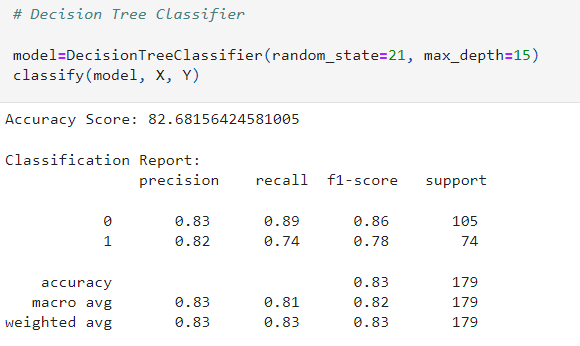 # Decision Tree Classifier
model=DecisionTreeClassifier(random_state=21, max_depth=15)
classify(model, X, Y)
Accuracy Score: 82.68156424581005
Classification Report:
precision recall f1-score support
0 0.83 0.89 0.86 105
1 0.82 0.74 0.78 74
accuracy 0.83 179
macro avg 0.83 0.81 0.82 179
weighted avg 0.83 0.83 0.83 179